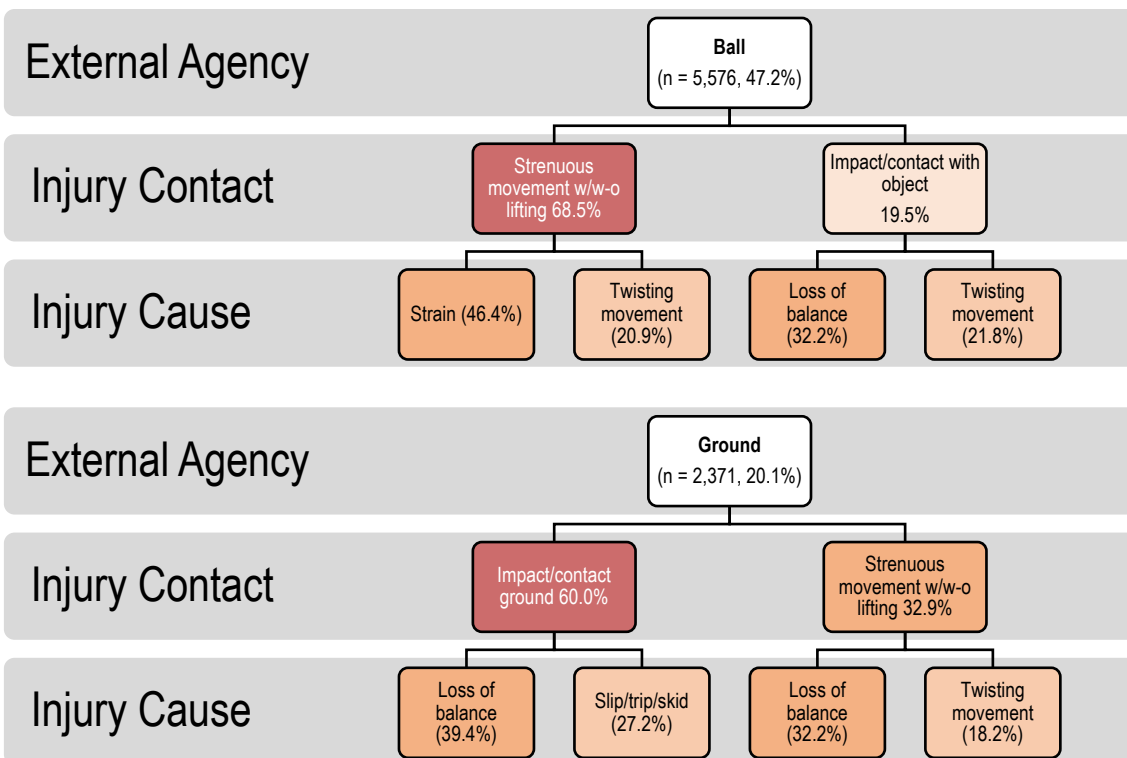 External Agency
Ball
(n = 5,576, 47.2%)
Injury Contact
Strenuous
movement w/w-o
lifting 68.5%
Impact/contact with
object
19.5%
Injury Cause
Strain (46.4%)
Twisting
movement
(20.9%)
Loss of
balance
(32.2%)
Twisting
movement
(21.8%)
External Agency
Ground
(n = 2,371, 20.1%)
Injury Contact
Impact/contact
ground 60.0%
Strenuous
movement w/w-o
lifting 32.9%
Injury Cause
Loss of
balance
(39.4%)
Slip/trip/skid
(27.2%)
Loss of
balance
(32.2%)
Twisting
movement
(18.2%)